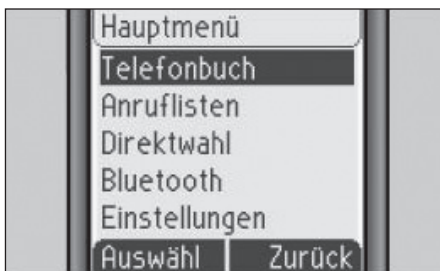 Hauptmenü
Telefonbuch
Anruflisten
Direktwahl
Bluetooth
Einstellungen
Auswähl Zurück